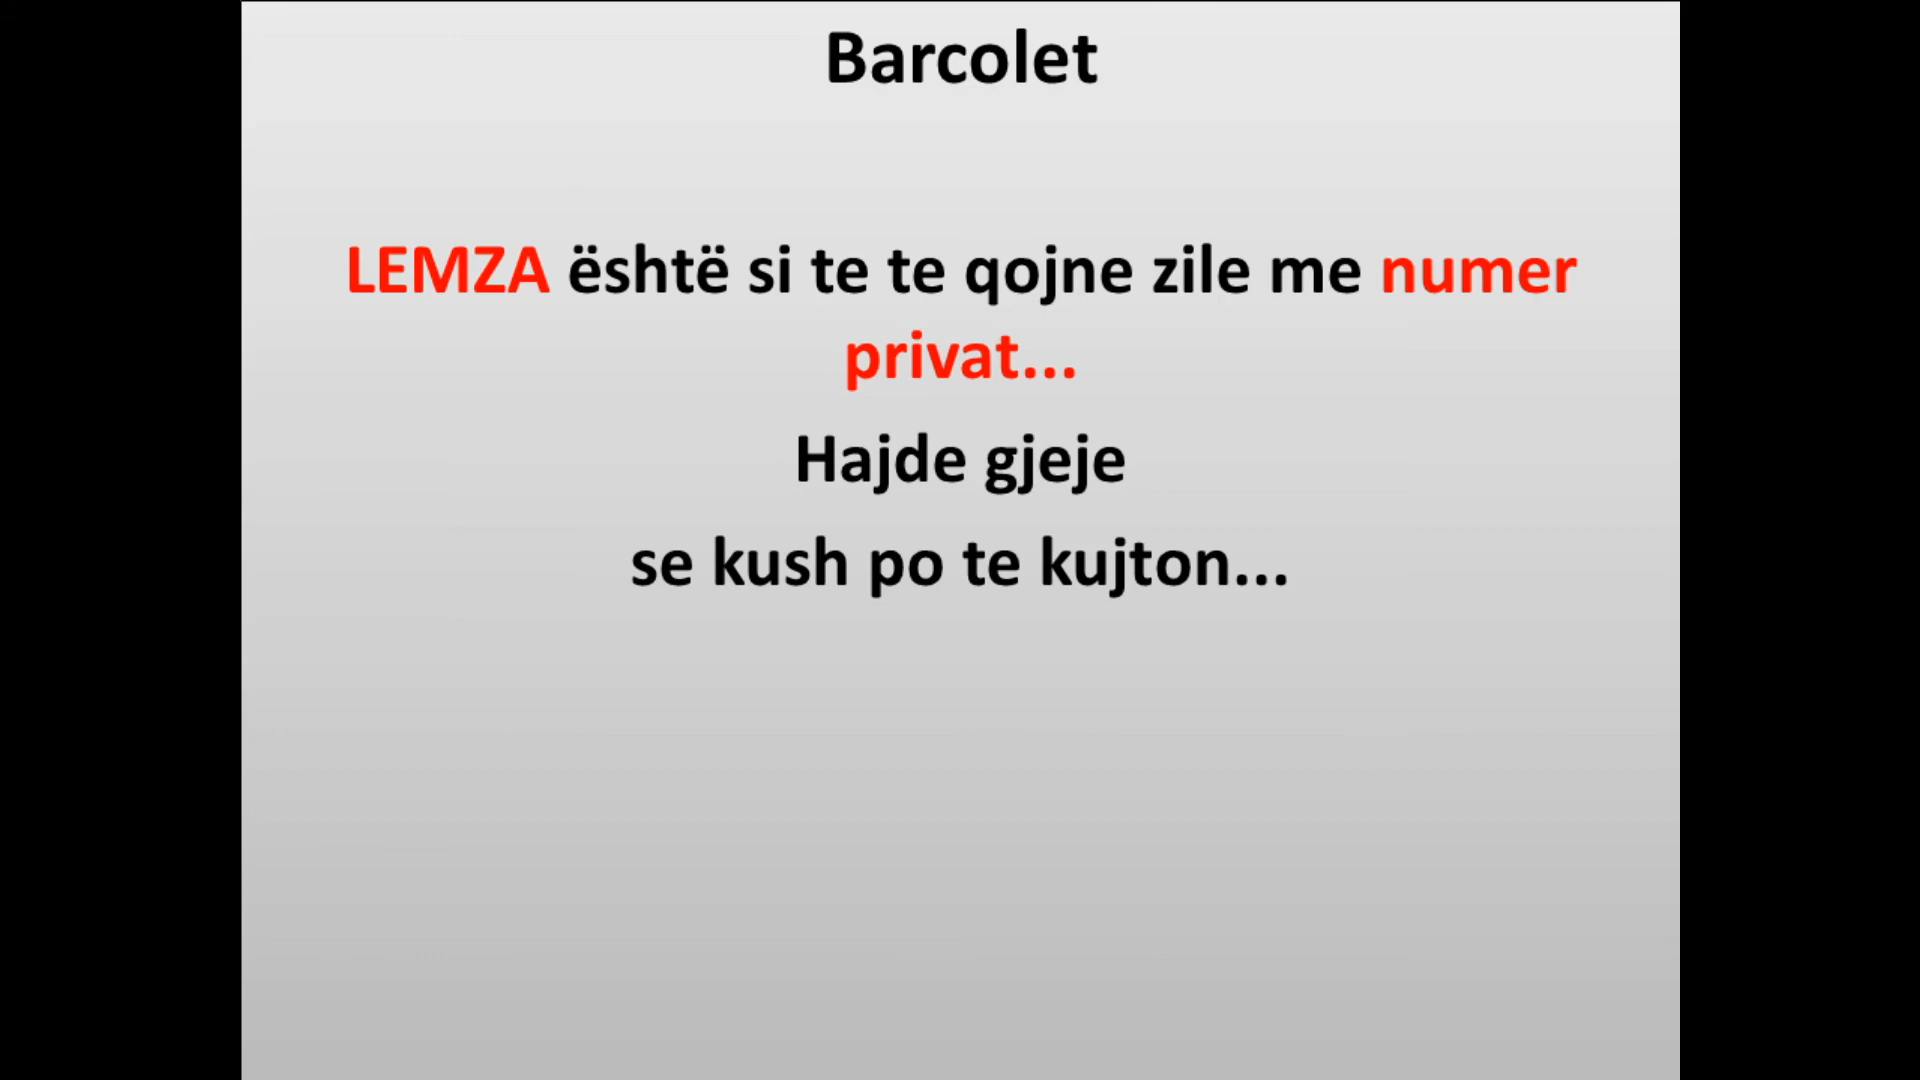 Barcolet
LEMZA është si te te qojne zile me numer
privat...
Hajde gjeje
se kush po te kujton...